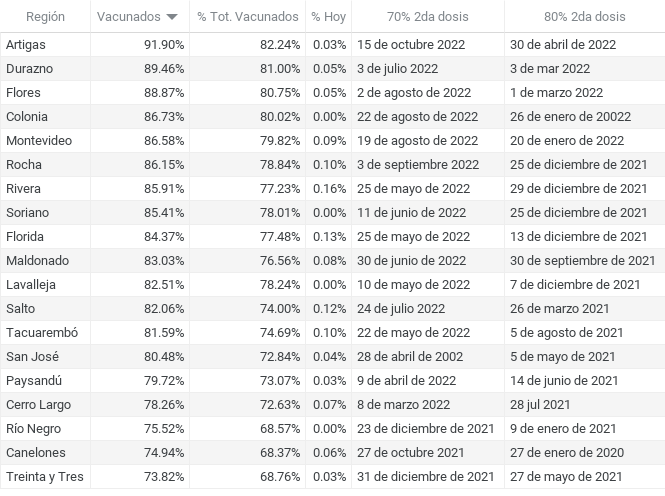 Región Vacunados % Tot. Vacunados % Hoy 70% 2da dosis 80% 2da dosis
Artigas 91.90% 82.24% 0.03% 15 de octubre 2022 30 de abril de 2022
Durazno 89.46% 81.00% 0.05% 3 de julio 2022 3 de mar 2022
Flores 88.87% 80.75% 0.05% 2 de agosto de 2022 1 de marzo 2022
Colonia 86.73% 80.02% 0.00% 22 de agosto de 2022 26 de enero de 20022
Montevideo 86.58% 79.82% 0.09% 19 de agosto de 2022 20 de enero de 2022
Rocha 86.15% 78.84% 0.10% 3 de septiembre 2022 25 de diciembre de 2021
Rivera 85.91% 77.23% 0.16% 25 de mayo de 2022 29 de diciembre de 2021
Soriano 85.41% 78.01% 0.00% 11 de junio de 2022 25 de diciembre de 2021
Florida 84.37% 77.48% 0.13% 25 de mayo de 2022 13 de diciembre de 2021
Maldonado 83.03% 76.56% 0.08% 30 de junio de 2022 30 de septiembre de 2021
Lavalleja 82.51% 78.24% 0.00% 10 de mayo de 2022 7 de diciembre de 2021
Salto 82.06% 74.00% 0.12% 24 de julio 2022 26 de marzo 2021
Tacuarembó 81.59% 74.69% 0.10% 22 de mayo de 2022 5 de agosto de 2021
San José 80.48% 72.84% 0.04% 28 de abril de 2002 5 de mayo de 2021
Paysandú 79.72% 73.07% 0.03% 9 de abril de 2022 14 de junio de 2021
Cerro Largo 78.26% 72.63% 0.07% 8 de marzo 2022 28 jul 2021
Río Negro 75.52% 68.57% 0.00% 23 de diciembre de 2021 9 de enero de 2021
Canelones 74.94% 68.37% 0.06% 27 de octubre 2021 27 de enero de 2020
Treinta y Tres 73.82% 68.76% 0.03% 31 de diciembre de 2021 27 de mayo de 2021